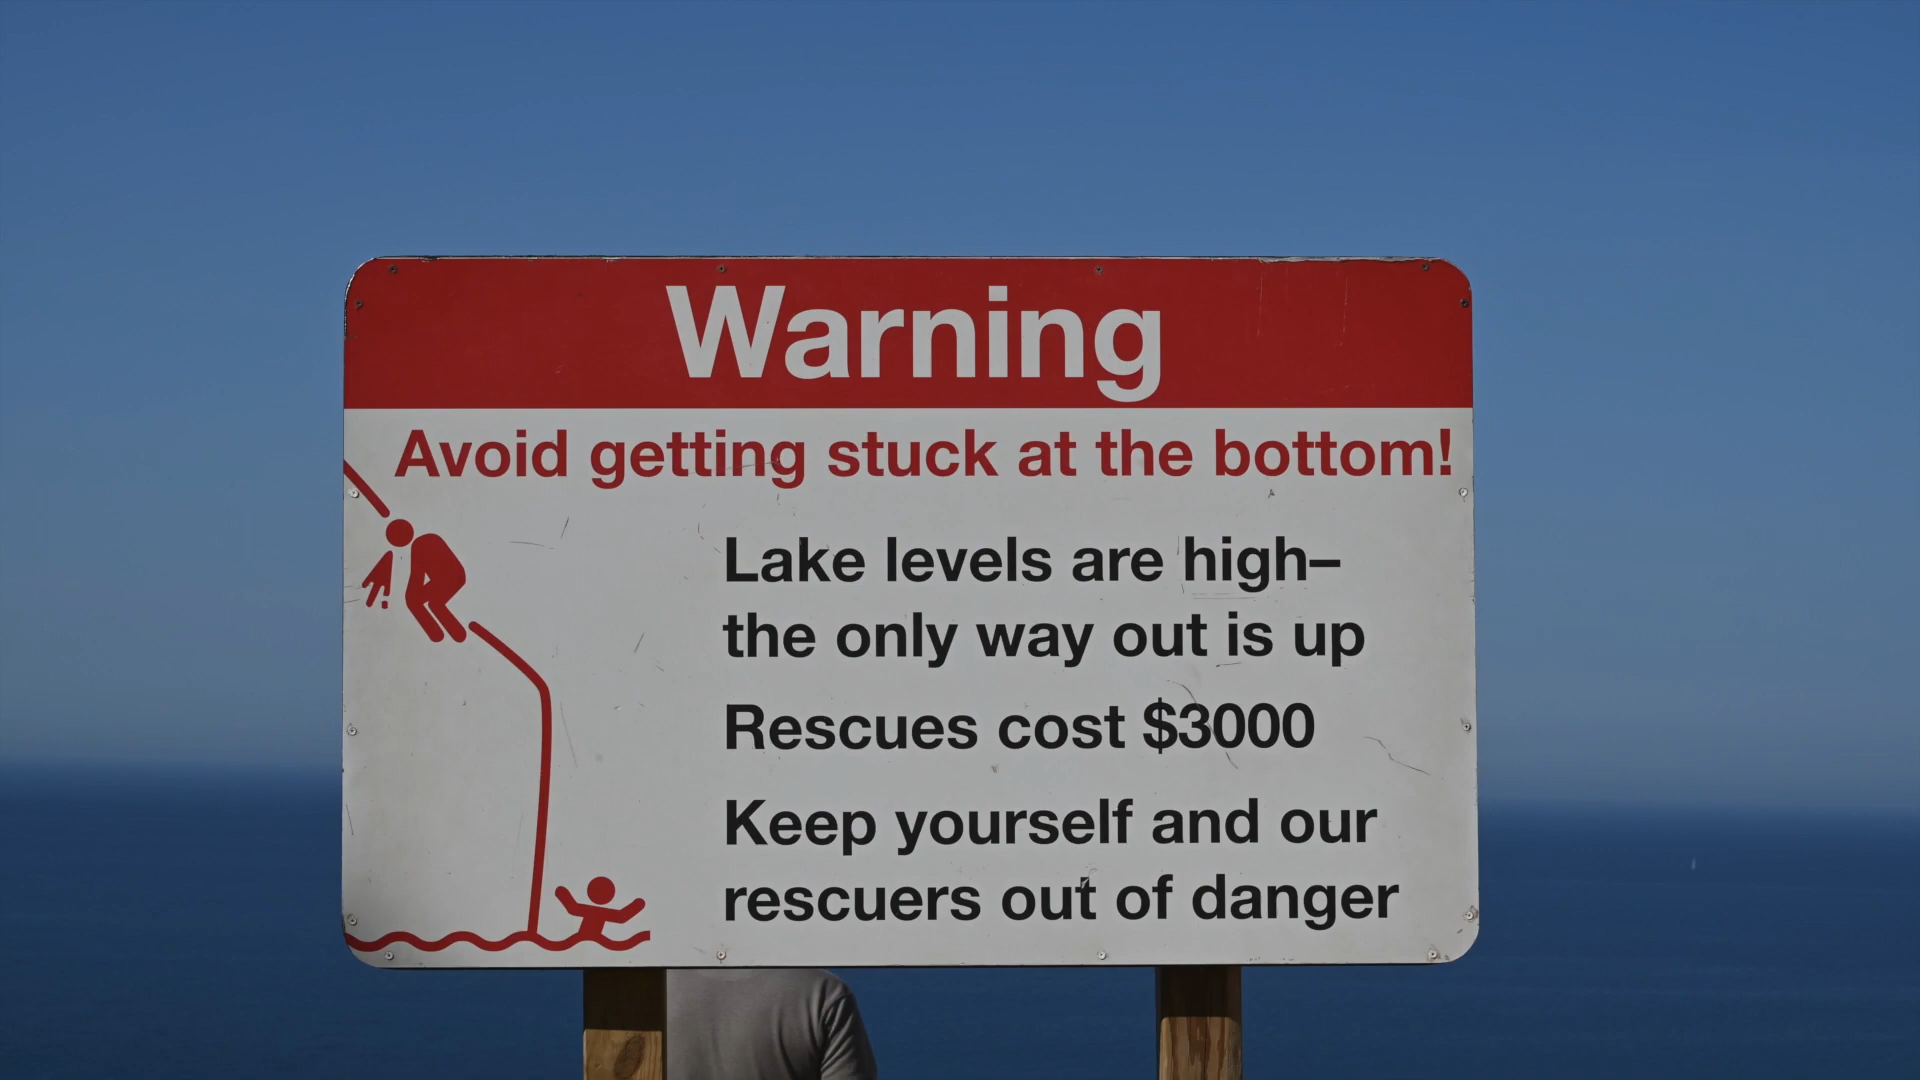 Warning
Avoid getting stuck at the bottom!
Lake levels are high–
the only way out is up
Rescues cost $3000
Keep yourself and our
rescuers out of danger